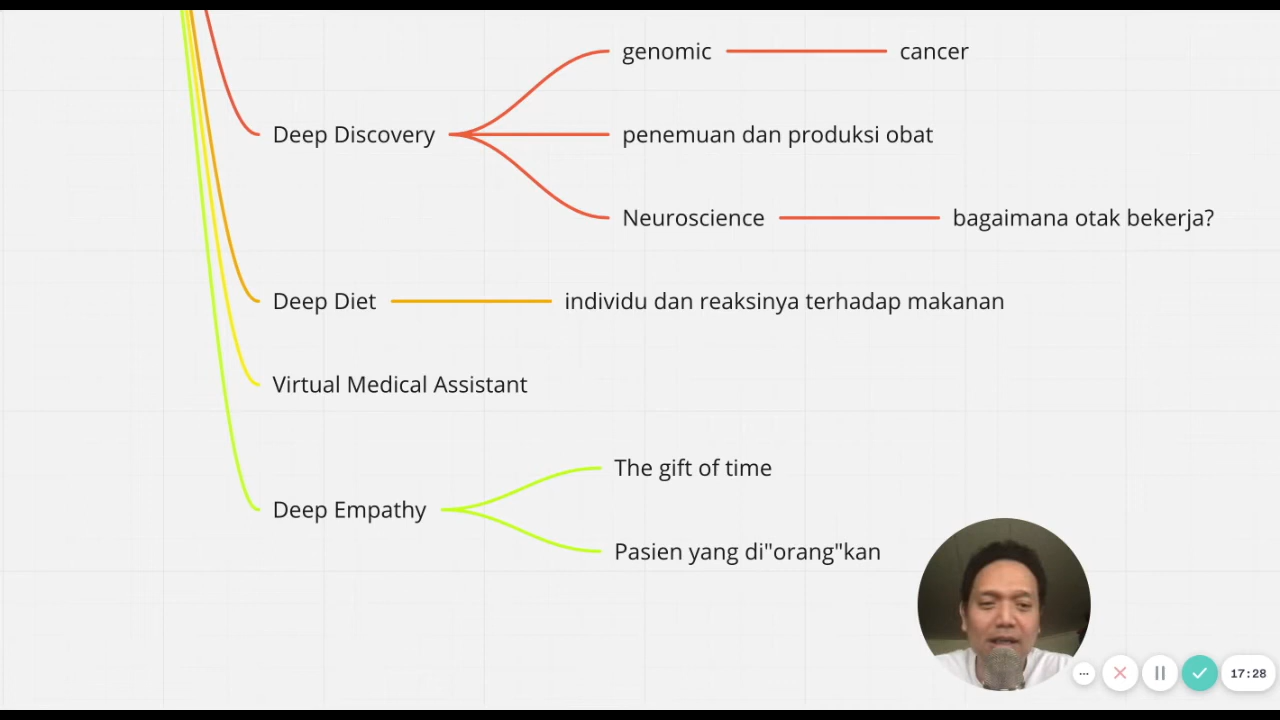 genomic
cancer
Deep Discovery
penemuan dan produksi obat
Neuroscience
bagaimana otak bekerja?
Deep Diet
individu dan reaksinya terhadap makanan
Virtual Medical Assistant
The gift of time
Deep Empathy
Pasien yang di"orang"kan
17:28